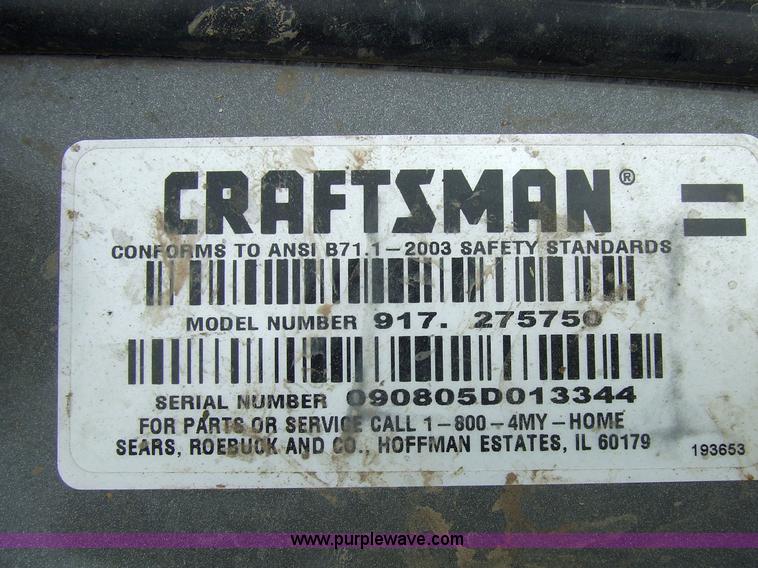 CRAFTSMAN®
CONFORMS TO ANSI B71.1-2003 SAFETY STANDARDS
MODEL NUMBER 917. 275750
SERIAL NUMBER 090805D013344
FOR PARTS OR SERVICE CALL 1-800-4MY-HOME
SEARS, ROEBUCK AND CO., HOFFMAN ESTATES, IL 60179
193653
www.purplewave.com